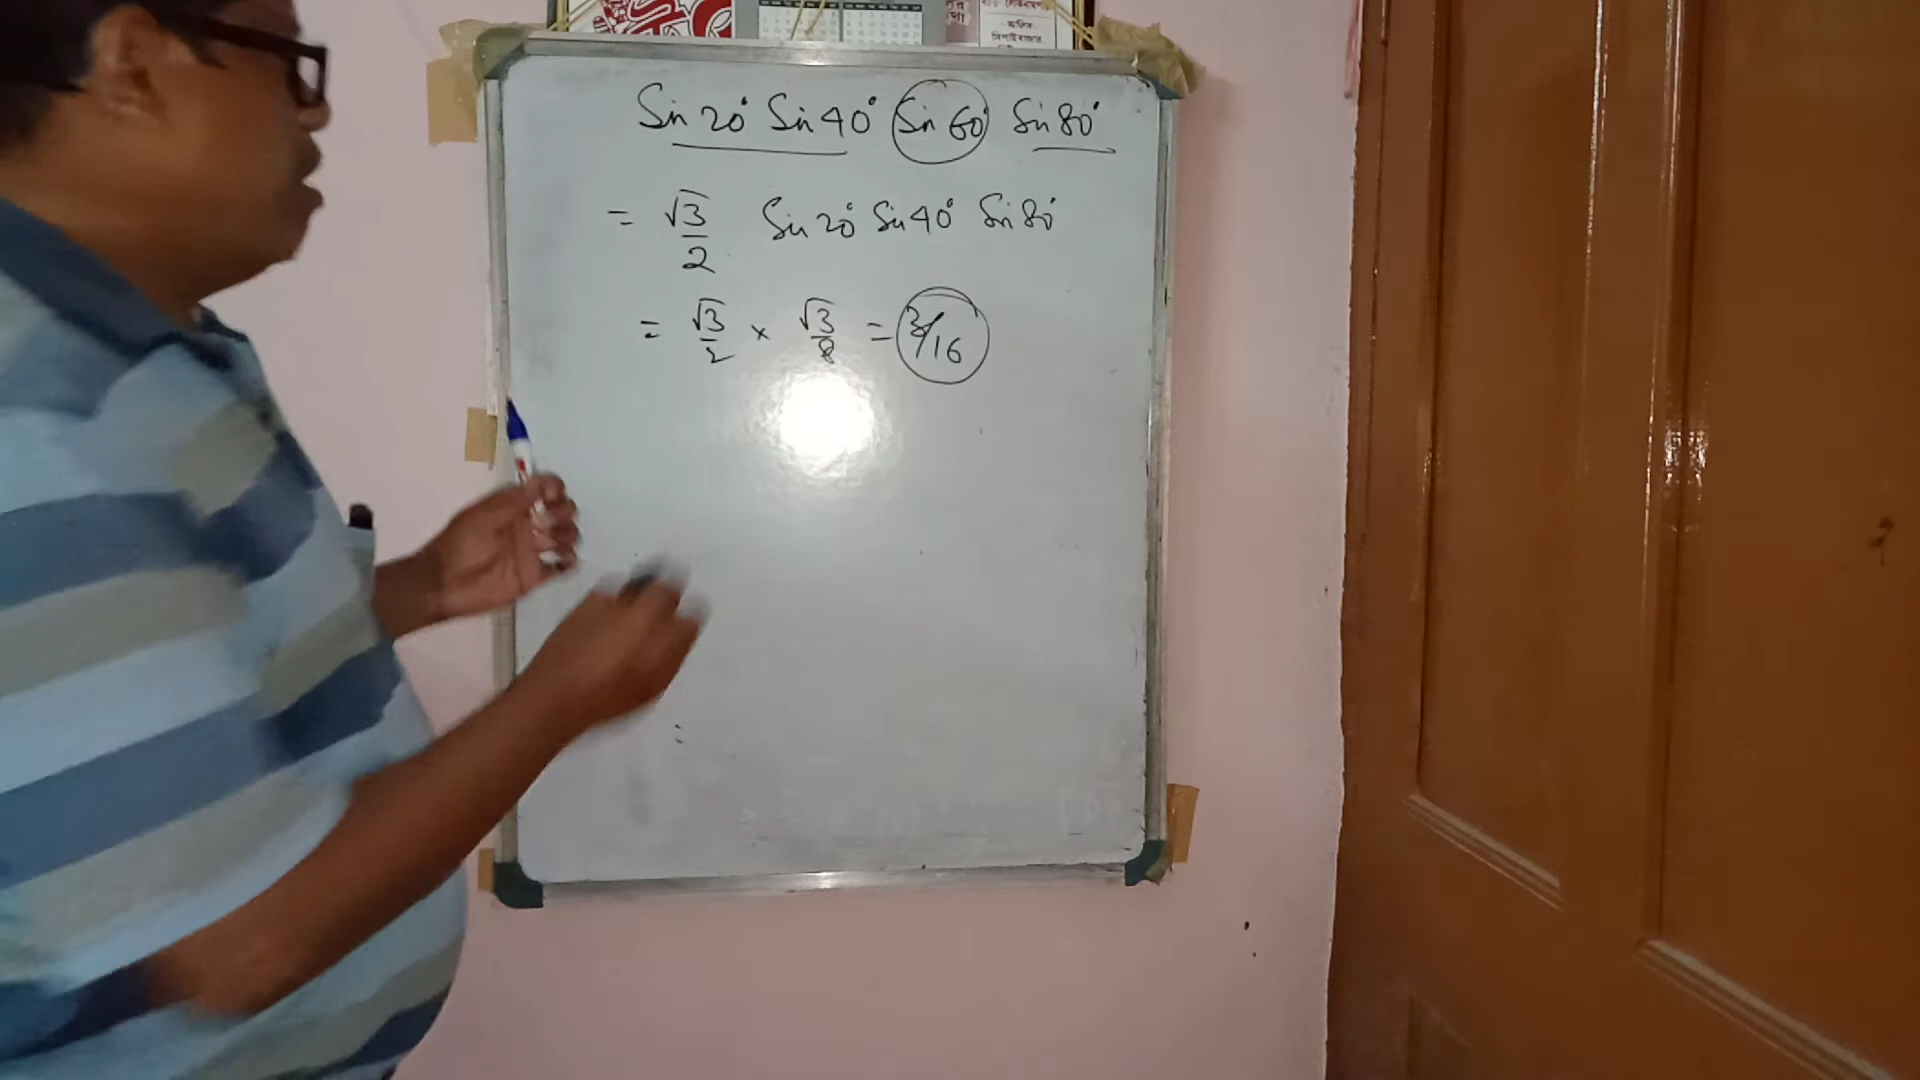 অফিস
Sin 20° Sin 40° Sin 60° Sin 80°
= √3/2 Sin 20° Sin 40° Sin 80°
= √3/2 × √3/8 = 3/16